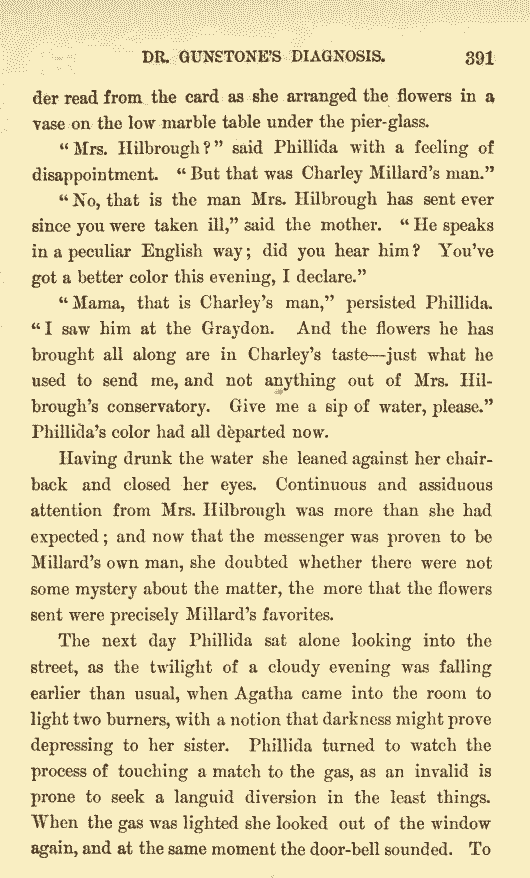 DR. GUNSTONE'S DIAGNOSIS. 391
der read from the card as she arranged the flowers in a
vase on the low marble table under the pier-glass.
"Mrs. Hilbrough?" said Phillida with a feeling of
disappointment. "But that was Charley Millard's man."
"No, that is the man Mrs. Hilbrough has sent ever
since you were taken ill," said the mother. "He speaks
in a peculiar English way; did you hear him? You've
got a better color this evening, I declare."
"Mama, that is Charley's man," persisted Phillida.
"I saw him at the Graydon. And the flowers he has
brought all along are in Charley's taste—just what he
used to send me, and not anything out of Mrs. Hil-
brough's conservatory. Give me a sip of water, please."
Phillida's color had all departed now.
Having drunk the water she leaned against her chair-
back and closed her eyes. Continuous and assiduous
attention from Mrs. Hilbrough was more than she had
expected; and now that the messenger was proven to be
Millard's own man, she doubted whether there were not
some mystery about the matter, the more that the flowers
sent were precisely Millard's favorites.
The next day Phillida sat alone looking into the
street, as the twilight of a cloudy evening was falling
earlier than usual, when Agatha came into the room to
light two burners, with a notion that darkness might prove
depressing to her sister. Phillida turned to watch the
process of touching a match to the gas, as an invalid is
prone to seek a languid diversion in the least things.
When the gas was lighted she looked out of the window
again, and at the same moment the door-bell sounded. To